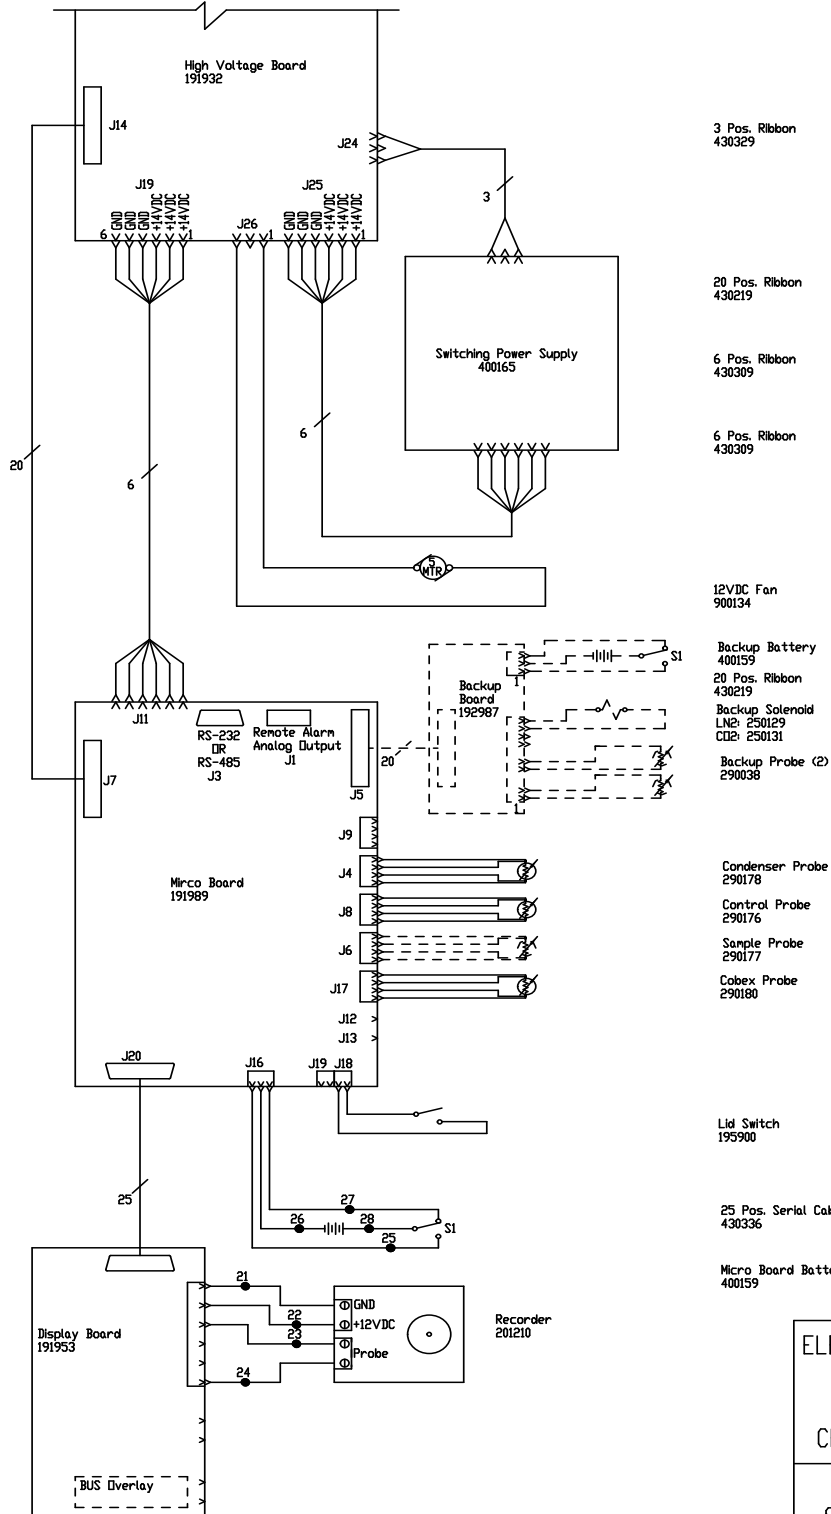 High Voltage Board
191932
J14
J24
3 Pos. Ribbon
430329
J19
J25
GND
GND
GND
+14VDC
+14VDC
+14VDC
J26
GND
GND
GND
+14VDC
+14VDC
+14VDC
6
1
1
1
3
20 Pos. Ribbon
430219
Switching Power Supply
400165
6 Pos. Ribbon
430309
6
6 Pos. Ribbon
430309
20
6
5
MTR
12VDC Fan
900134
Backup Battery
400159
S1
20 Pos. Ribbon
430219
1
Backup
Board
192987
Backup Solenoid
LN2: 250129
CO2: 250131
J11
RS-232
OR
RS-485
J3
Remote Alarm
Analog Output
J1
20
Backup Probe (2)
290038
J7
J5
1
J9
J4
Condenser Probe
290178
Mirco Board
191989
J8
Control Probe
290176
J6
Sample Probe
290177
J17
Cobex Probe
290180
J12
J13
J20
J16
J19
J18
Lid Switch
195900
25
27
26
28
S1
25
25 Pos. Serial Cab
430336
Micro Board Batte
400159
21
GND
22
+12VDC
23
Probe
24
Recorder
201210
Display Board
191953
BUS Overlay